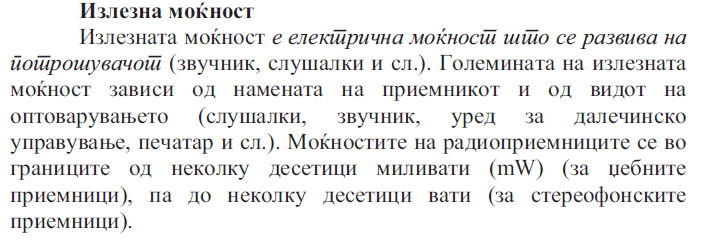 Излезна моќност
Излезната моќност е електрична моќност што се развива на
потрошувачот (звучник, слушалки и сл.). Големината на излезната
моќност зависи од намената на приемникот и од видот на
оптоварувањето (слушалки, звучник, уред за далечинско
управување, печатар и сл.). Моќностите на радиоприемниците се во
границите од неколку десетици миливати (mW) (за џебните
приемници), па до неколку десетици вати (за стереофонските
приемници).